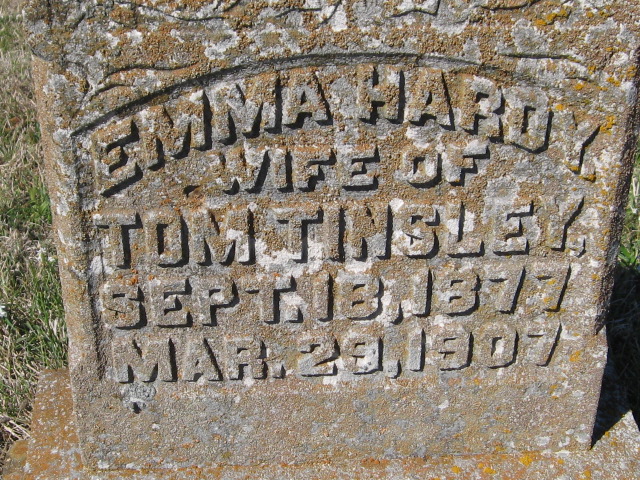 EMMA HARDY
WIFE OF
TOM TINSLEY,
SEPT. 18, 1877
MAR. 29, 1907